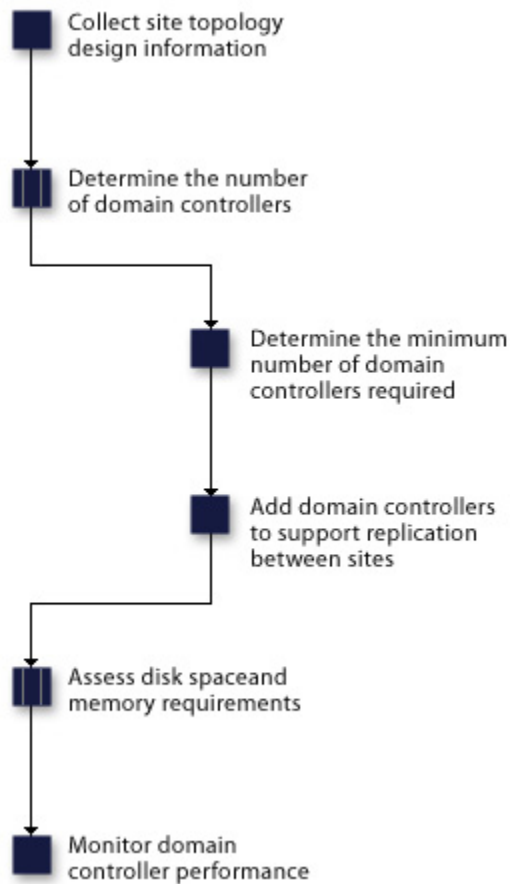 Collect site topology
design information
Determine the number
of domain controllers
Determine the minimum
number of domain
controllers required
Add domain controllers
to support replication
between sites
Assess disk spaceand
memory requirements
Monitor domain
controller performance